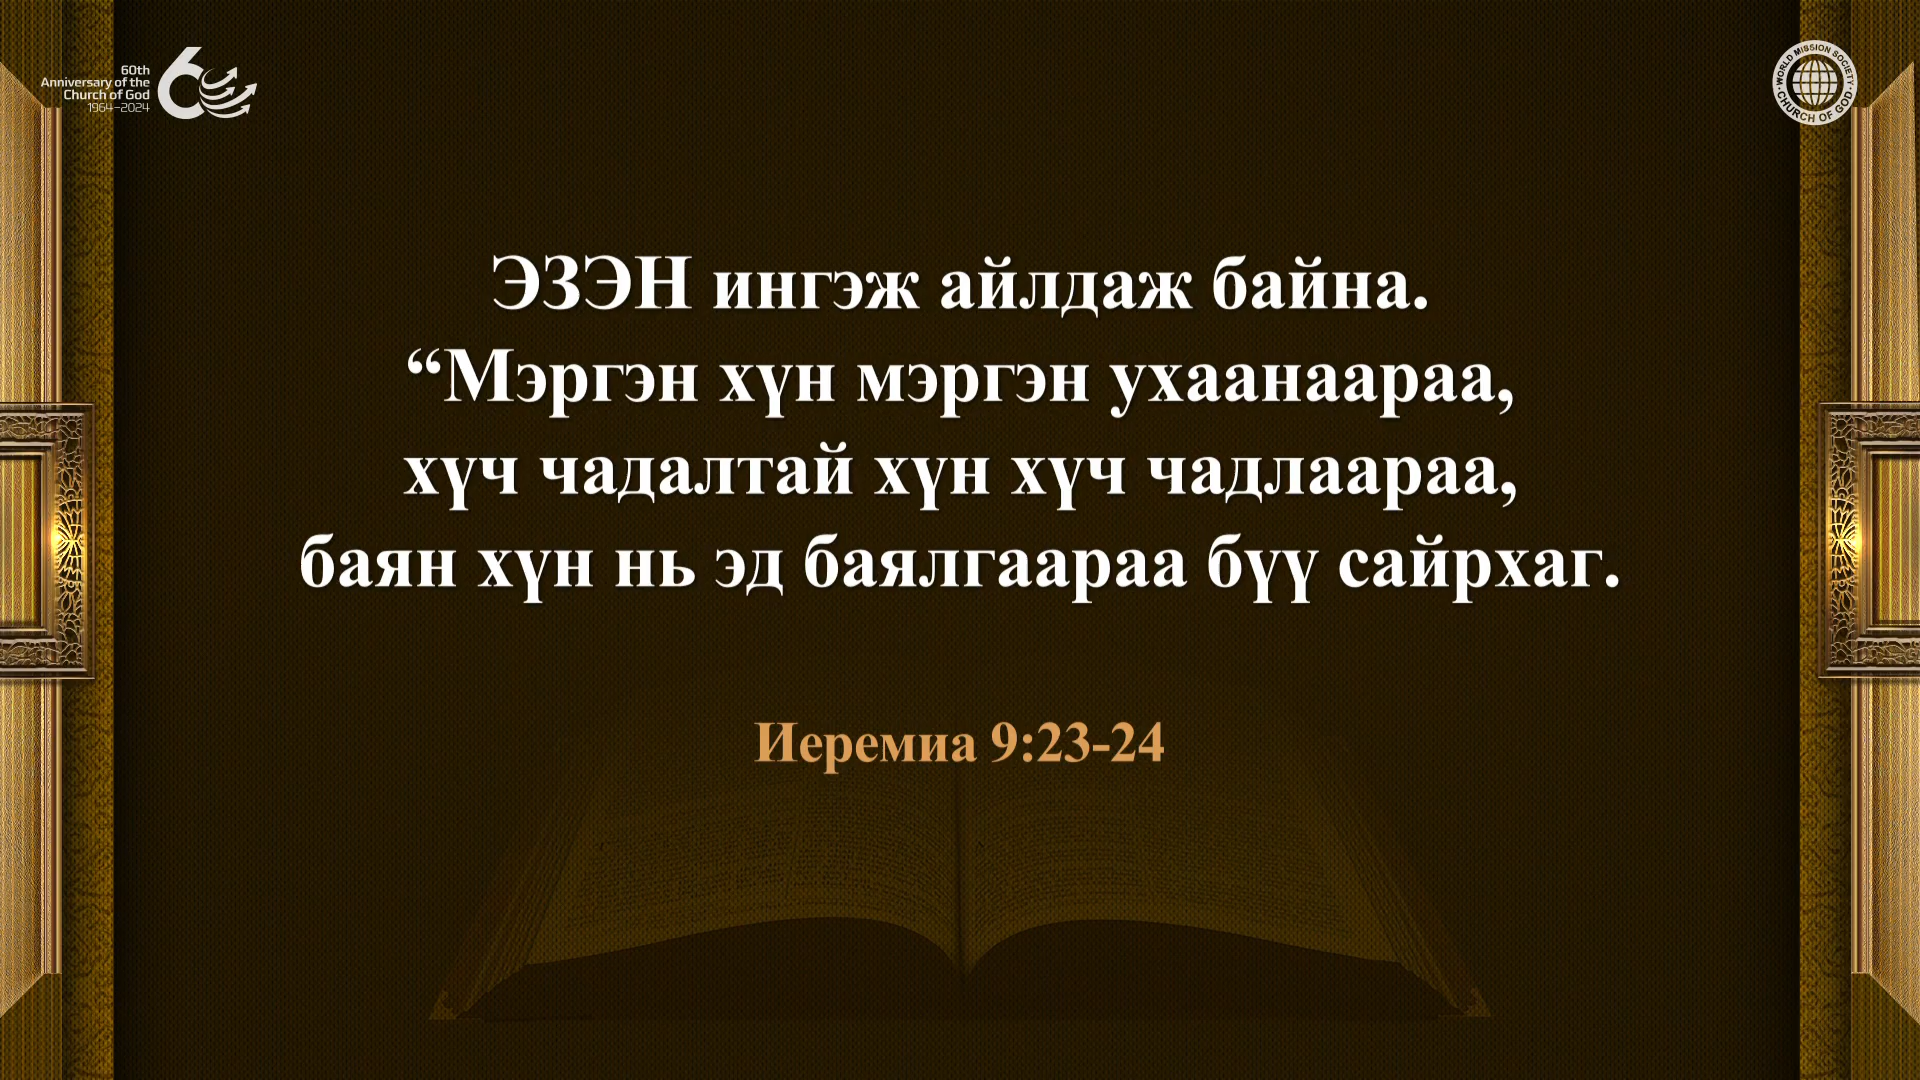 60th
Anniversary of the
Church of God
1964–2024
60
WORLD MISSION SOCIETY
CHURCH OF GOD
ЭЗЭН ингэж айлдаж байна.
“Мэргэн хүн мэргэн ухаанаараа,
хүч чадалтай хүн хүч чадлаараа,
баян хүн нь эд баялгаараа бүү сайрхаг.
Иеремиа 9:23-24